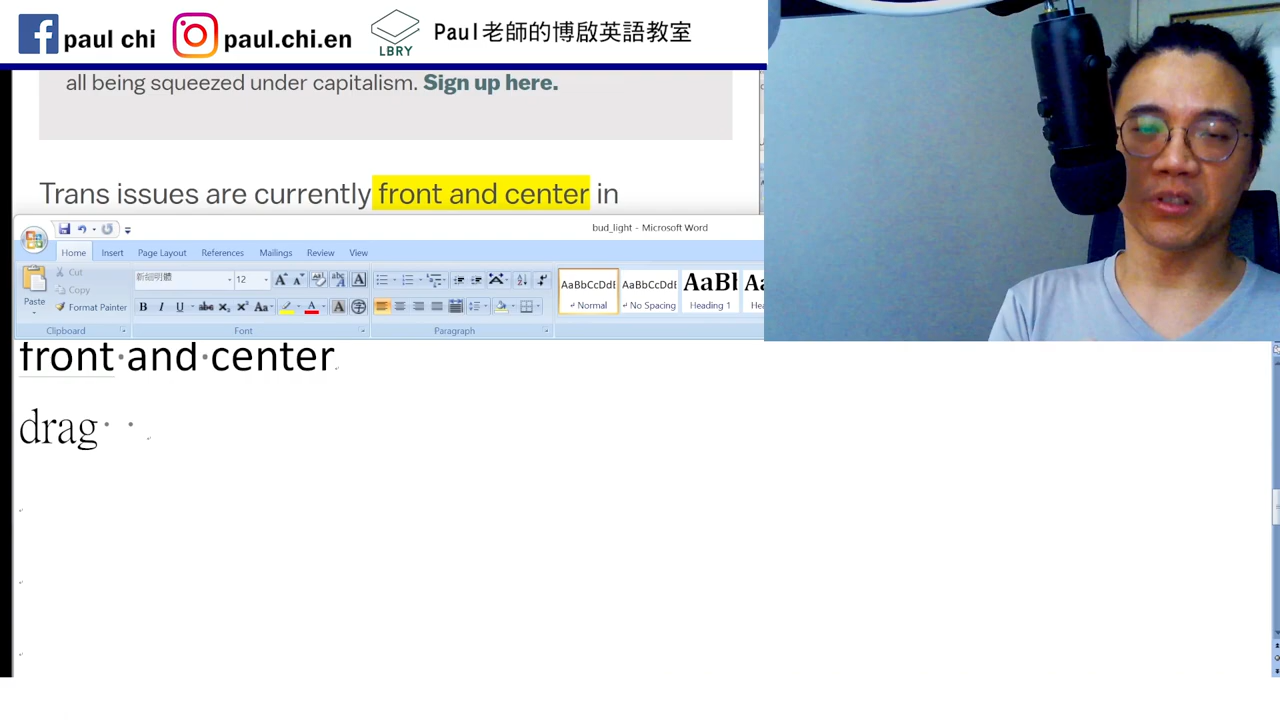 paul chi
paul.chi.en
LBRY
Paul老師的博啟英語教室
all being squeezed under capitalism. Sign up here.
Trans issues are currently front and center in
bud_light - Microsoft Word
Home Insert Page Layout References Mailings Review View
Paste
Cut
Copy
Format Painter
Clipboard
新細明體 12
Font
Paragraph
AaBbCcDdE AaBbCcDdE AaBbC
Normal No Spacing Heading 1 Hea
front and center
drag